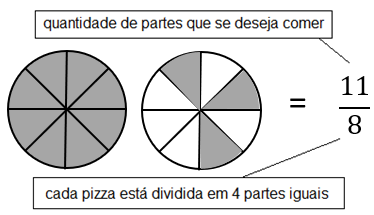 quantidade de partes que se deseja comer
= 11/8
cada pizza está dividida em 4 partes iguais